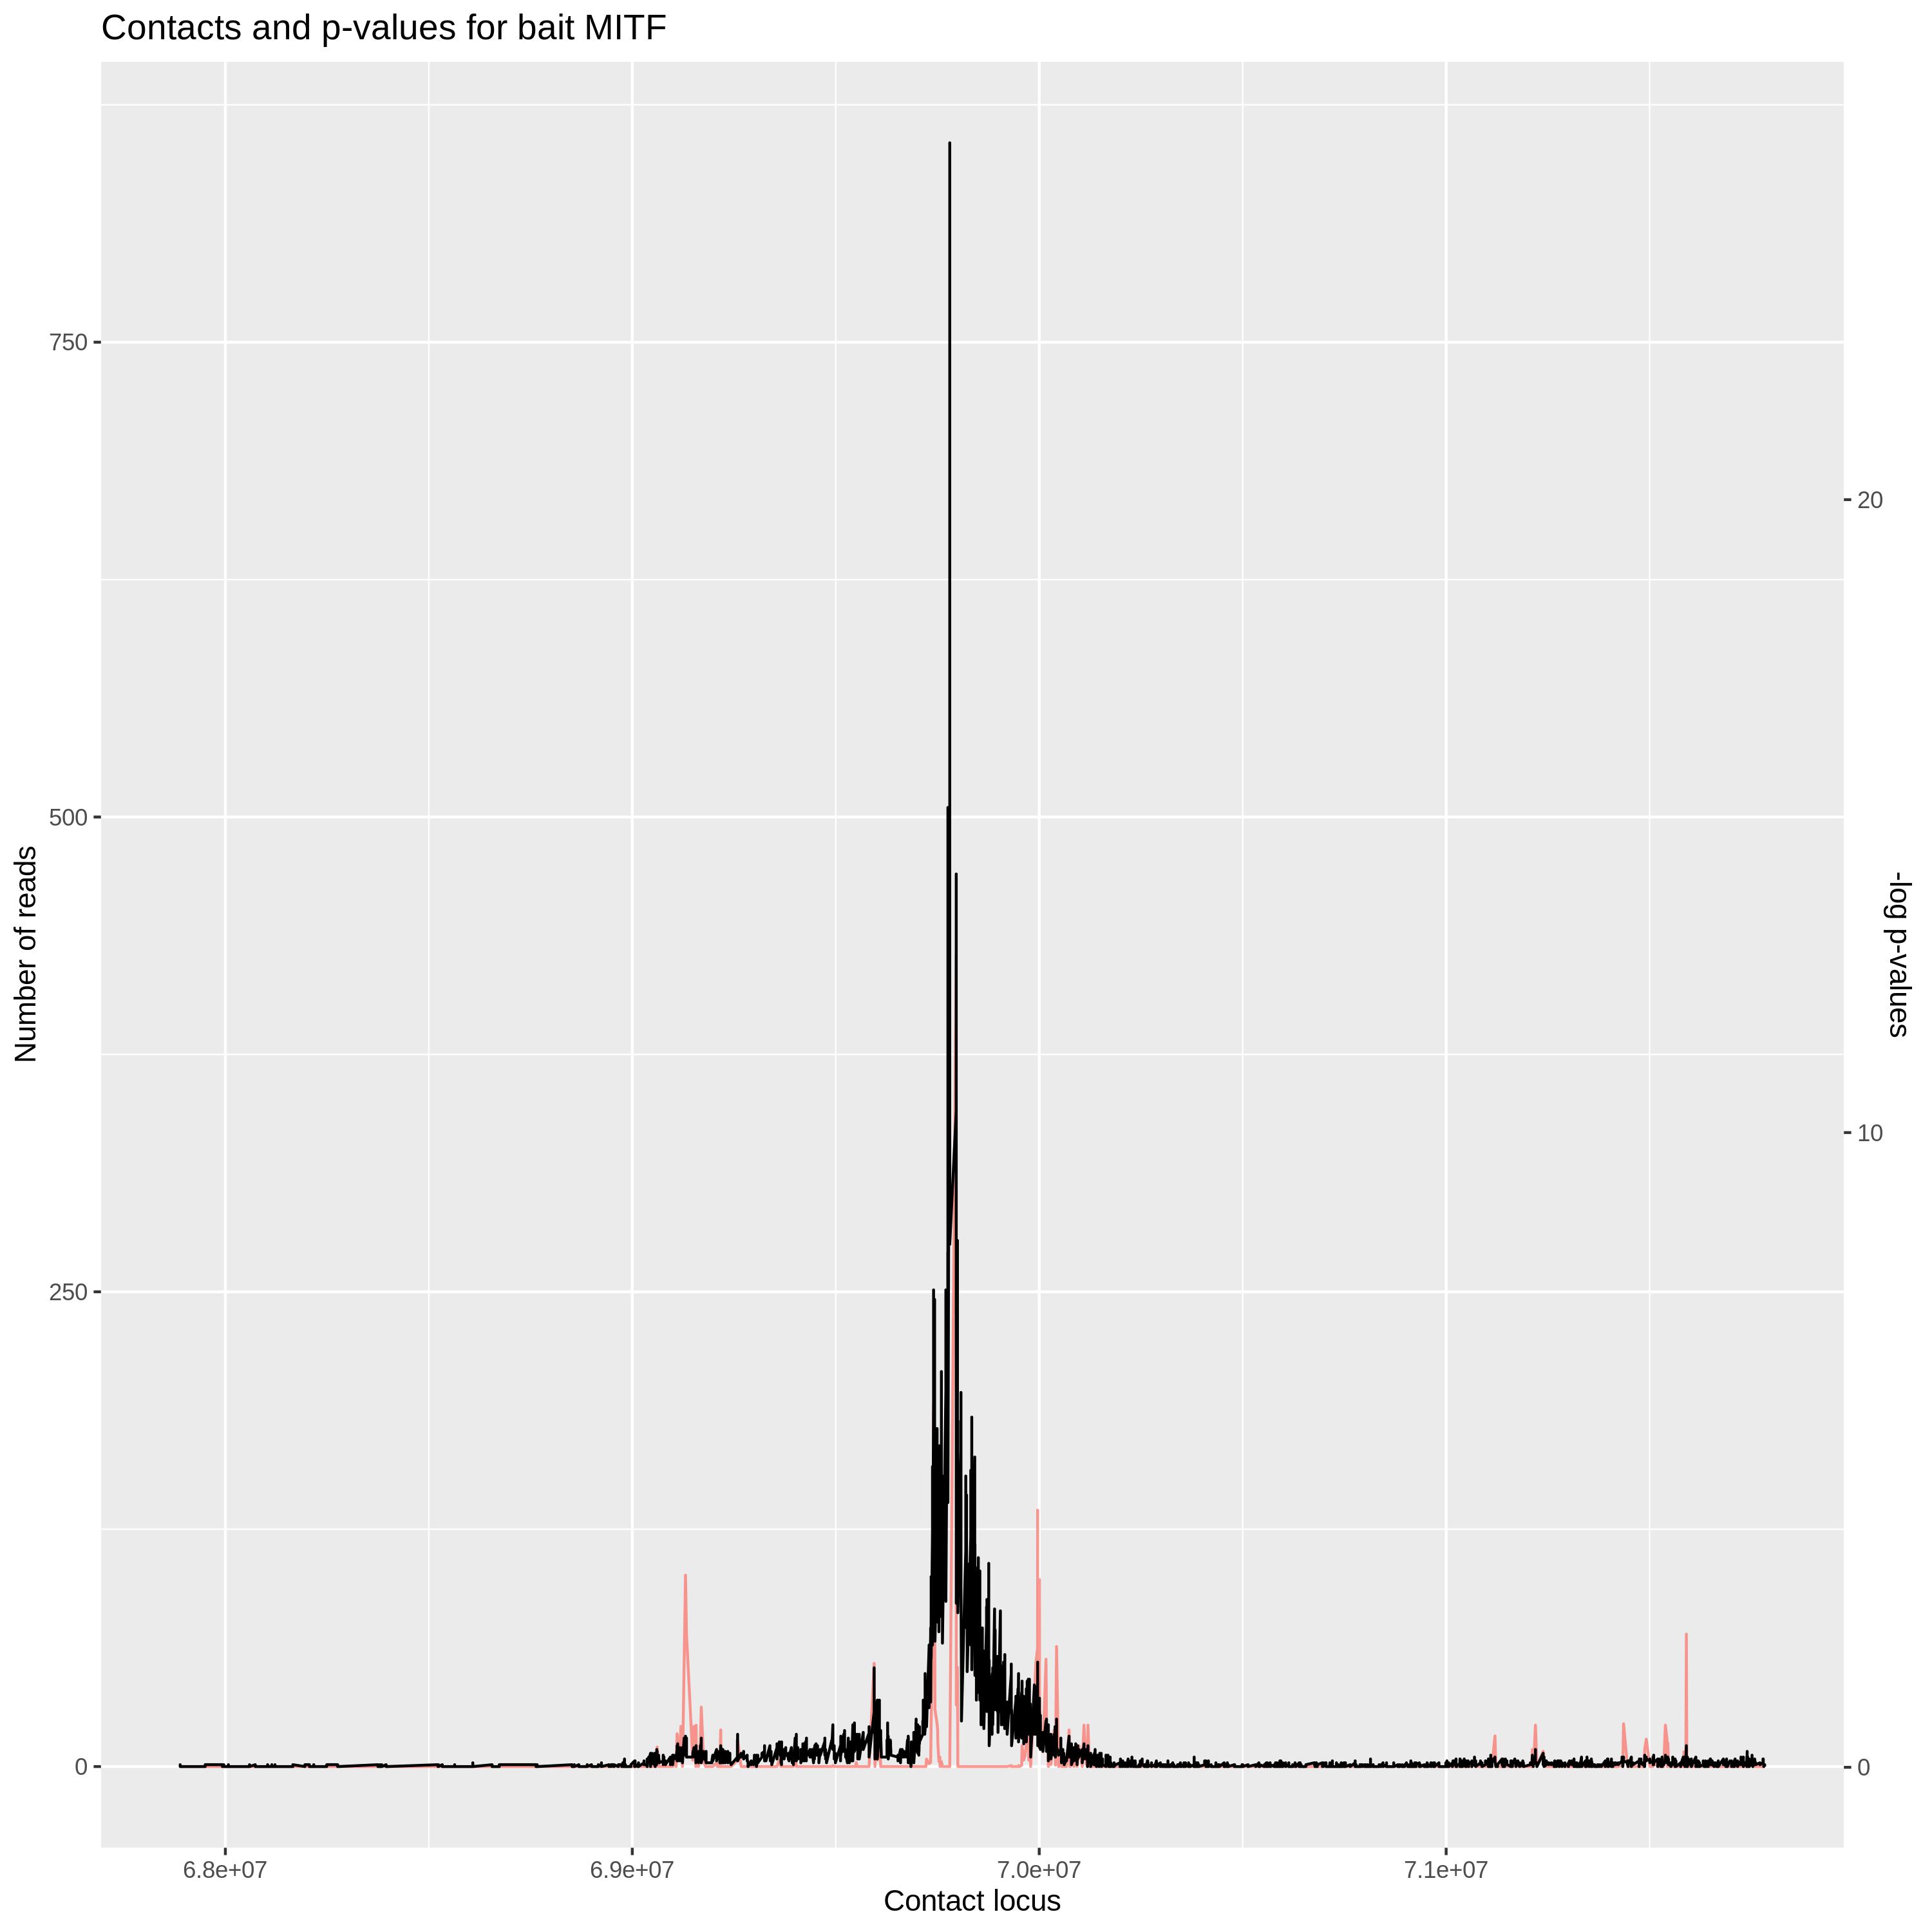 Contacts and p-values for bait MITF
Number of reads
750
500
250
0
20
10
0
-log p-values
6.8e+07
6.9e+07
7.0e+07
7.1e+07
Contact locus